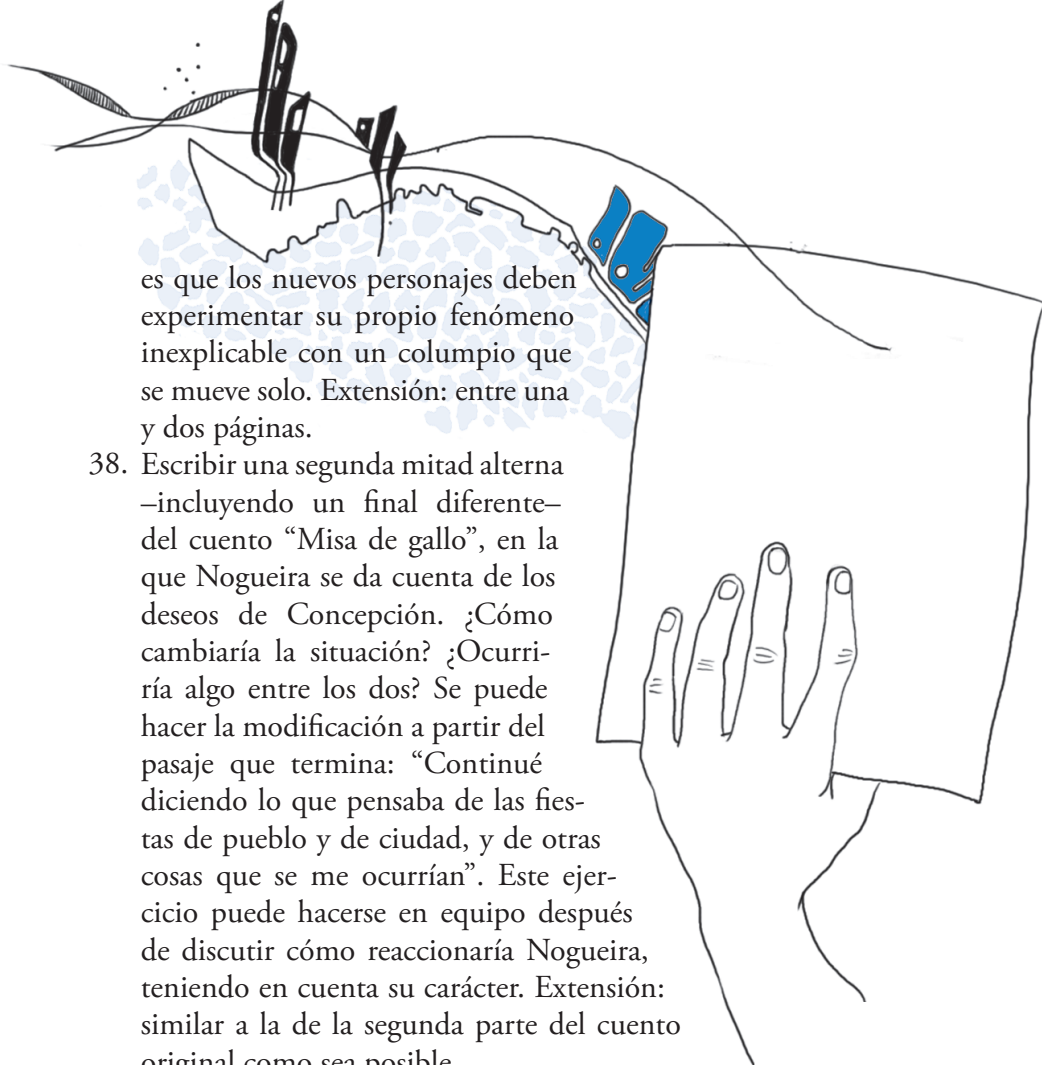 es que los nuevos personajes deben
experimentar su propio fenómeno
inexplicable con un columpio que
se mueve solo. Extensión: entre una
y dos páginas.
38. Escribir una segunda mitad alterna
–incluyendo un final diferente–
del cuento “Misa de gallo”, en la
que Nogueira se da cuenta de los
deseos de Concepción. ¿Cómo
cambiaría la situación? ¿Ocurri-
ría algo entre los dos? Se puede
hacer la modificación a partir del
pasaje que termina: “Continué
diciendo lo que pensaba de las fies-
tas de pueblo y de ciudad, y de otras
cosas que se me ocurrían”. Este ejer-
cicio puede hacerse en equipo después
de discutir cómo reaccionaría Nogueira,
teniendo en cuenta su carácter. Extensión:
similar a la de la segunda parte del cuento
original como sea posible